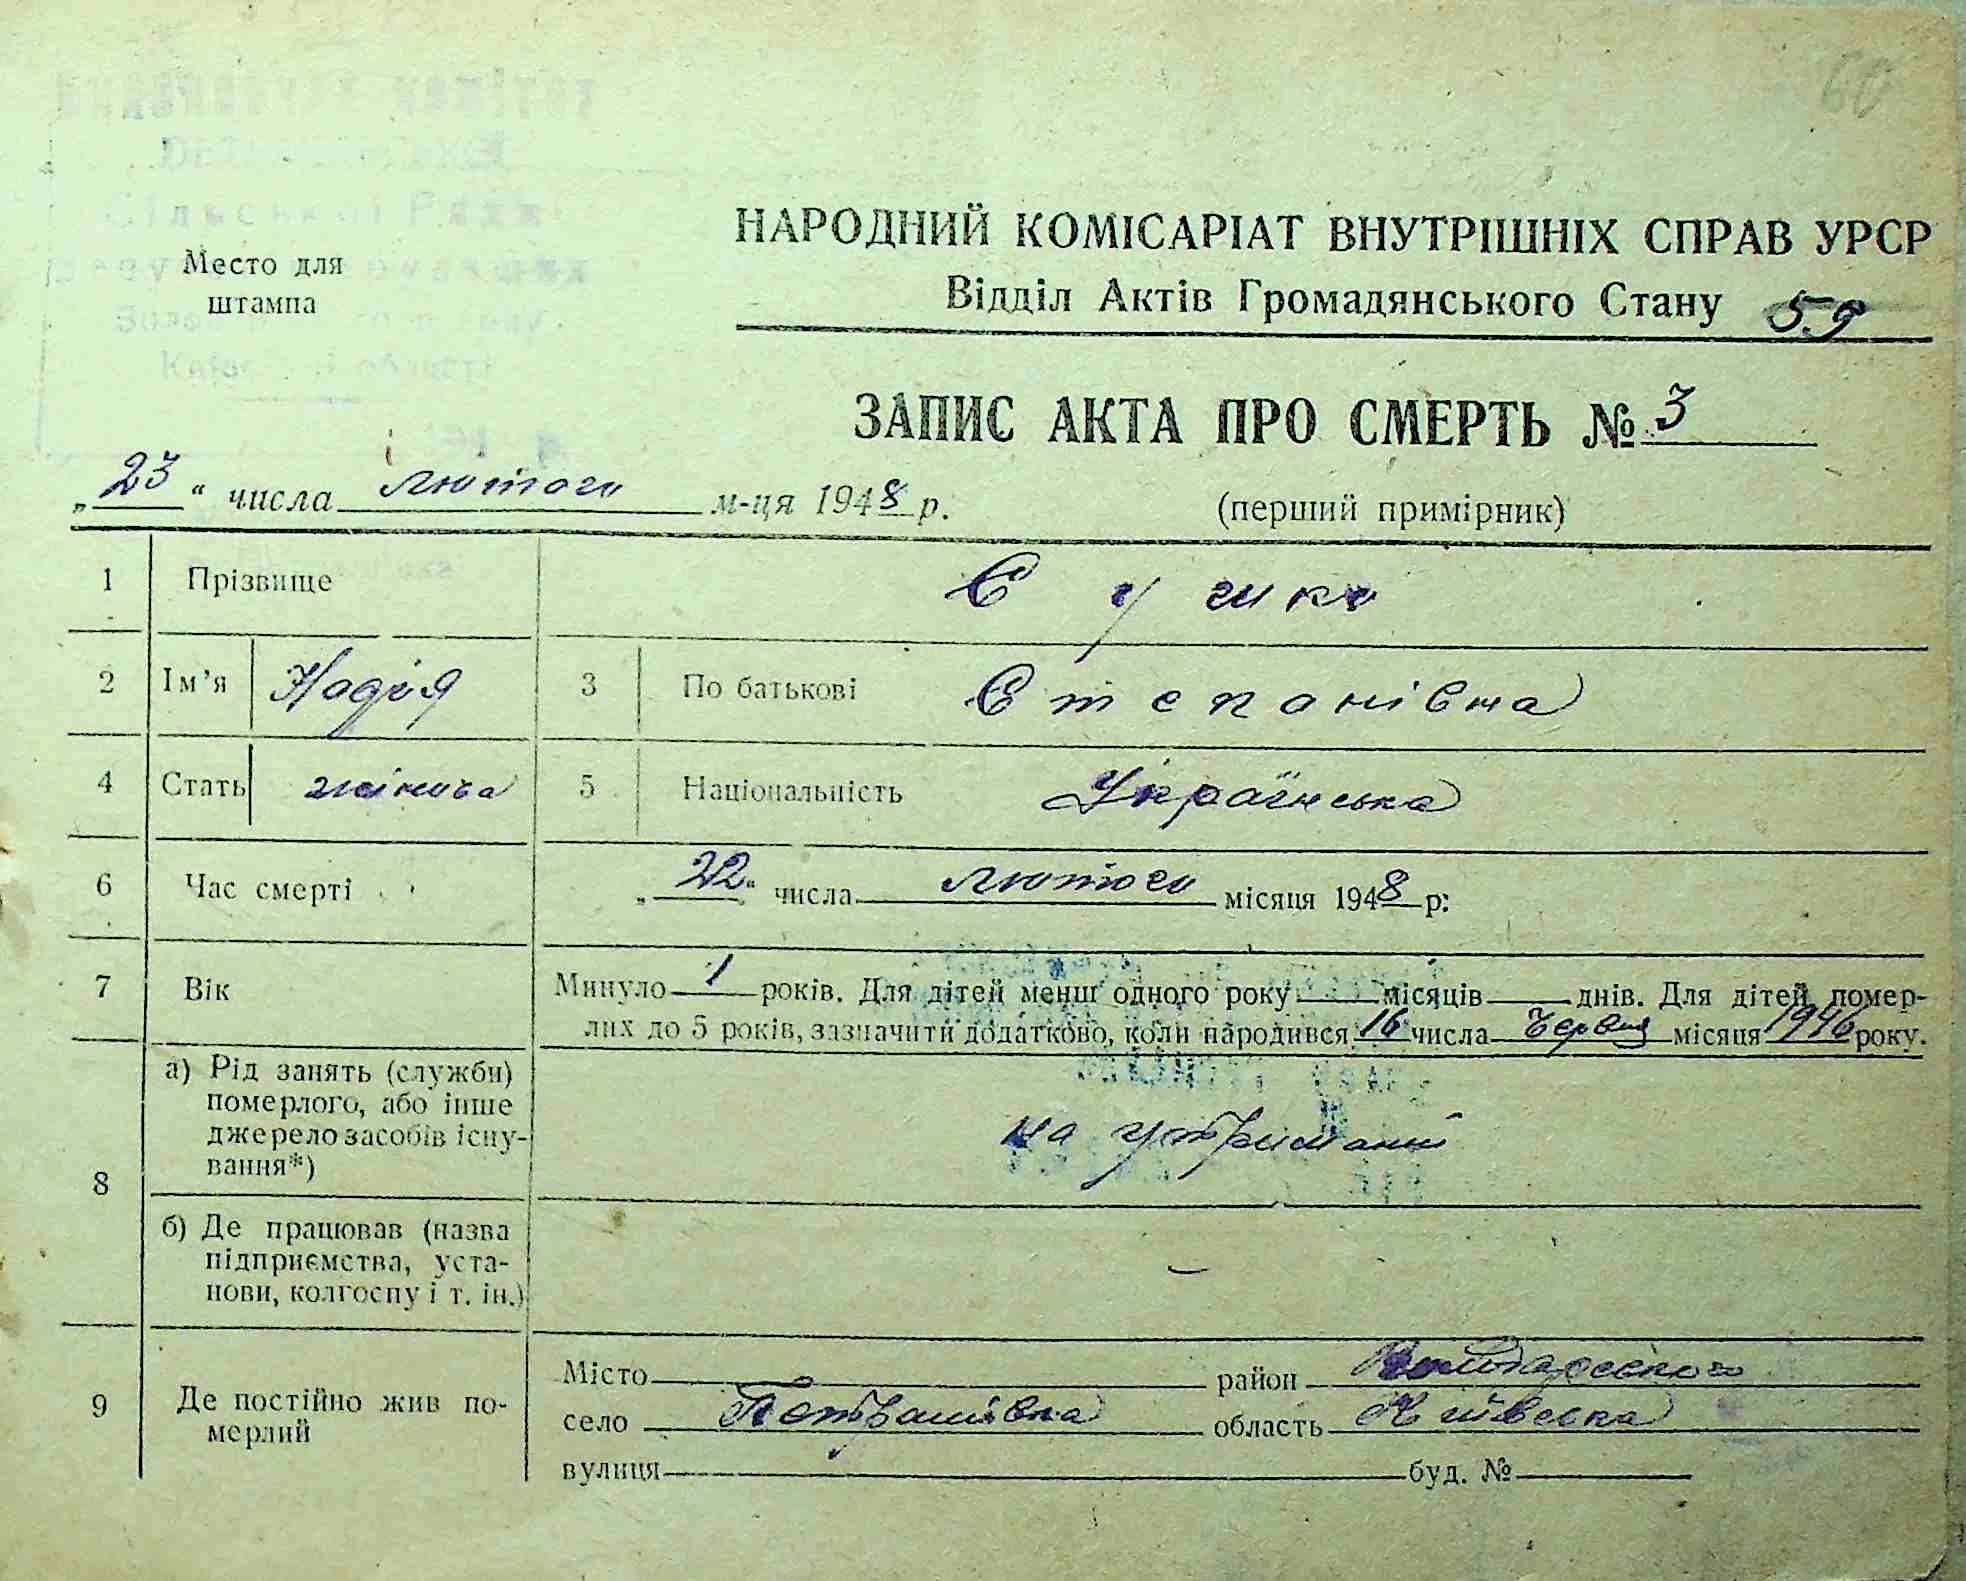 60
Сільської Ради
Київської області
Место для
штампа
НАРОДНИЙ КОМІСАРІАТ ВНУТРІШНІХ СПРАВ УРСР
Відділ Актів Громадянського Стану 59
ЗАПИС АКТА ПРО СМЕРТЬ № 3
„23“ числа лютого м-ця 1948 р.
(перший примірник)
1 Прізвище
2 Ім’я Надія 3 По батькові Степанівна
4 Стать жіноча 5 Національність Українська
6 Час смерті „22“ числа лютого місяця 1948 р.
7 Вік Минуло 1 років. Для дітей менш одного року місяців днів. Для дітей помер-
лих до 5 років, зазначити додатково, коли народився 16 числа Червня місяця 1946 року.
8 а) Рід занять (служби)
померлого, або інше
джерело засобів існу-
вання*)
на утриманні
б) Де працював (назва
підприємства, уста-
нови, колгоспу і т. ін.)
—
9 Де постійно жив по-
мерлий
Місто район Володарського
село Петрашівка область Київська
вулиця буд. №